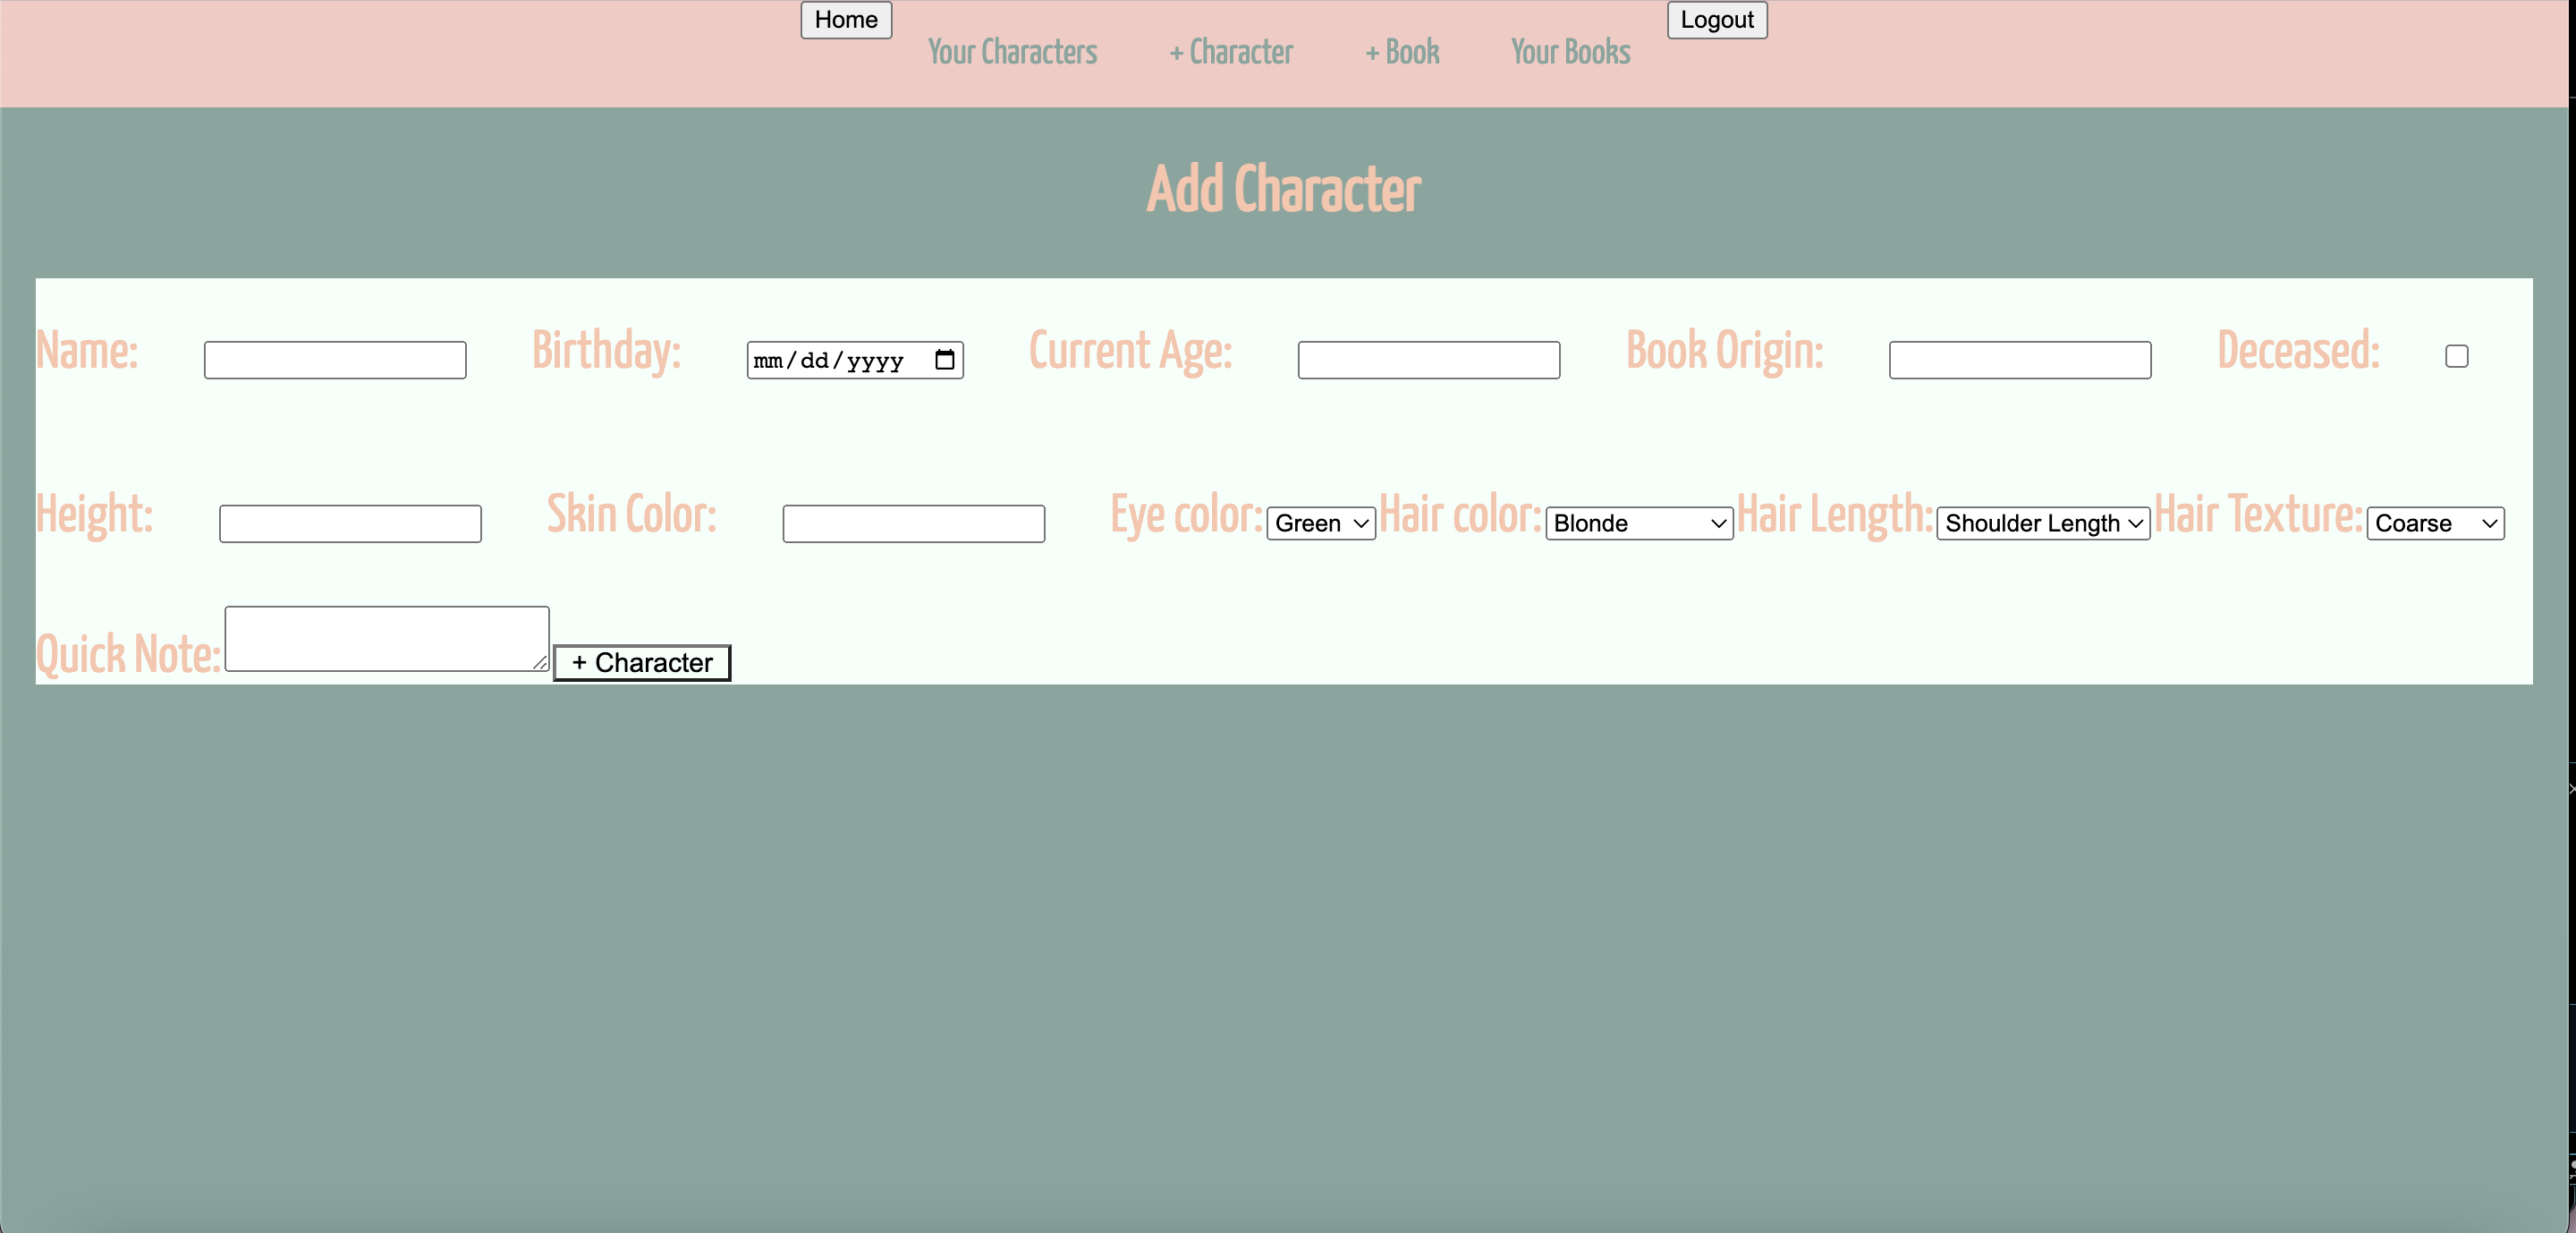 Home Logout
Your Characters + Character + Book Your Books
Add Character
Name: Birthday: mm/dd/yyyy Current Age: Book Origin: Deceased:
Height: Skin Color: Eye color: Green Hair color: Blonde Hair Length: Shoulder Length Hair Texture: Coarse
Quick Note: + Character